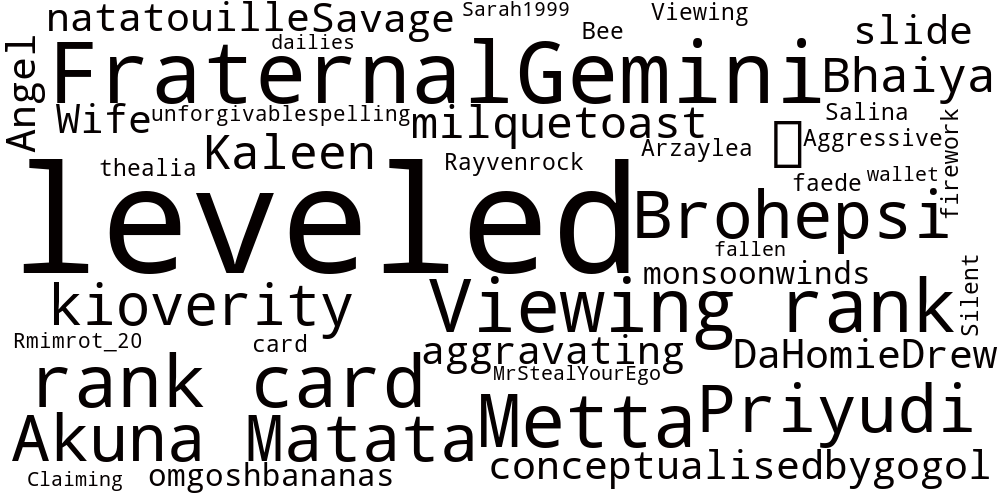 natatouille Savage Sarah1999 Viewing
dailies Bee slide
Angel FraternalGemini Bhaiya
Wife unforgivablespelling milquetoast Salina
Kaleen Arzaylea Aggressive firework
thealia Rayvenrock faede wallet
leveled Brohepsi
fallen
monsoonwinds Silent
kioverity Viewing rank
Rmimrot_20 card aggravating DaHomieDrew
rank card MrStealYourEgo
Akuna Matata Metta Priyudi
Claiming omgoshbananas conceptualisedbygogol